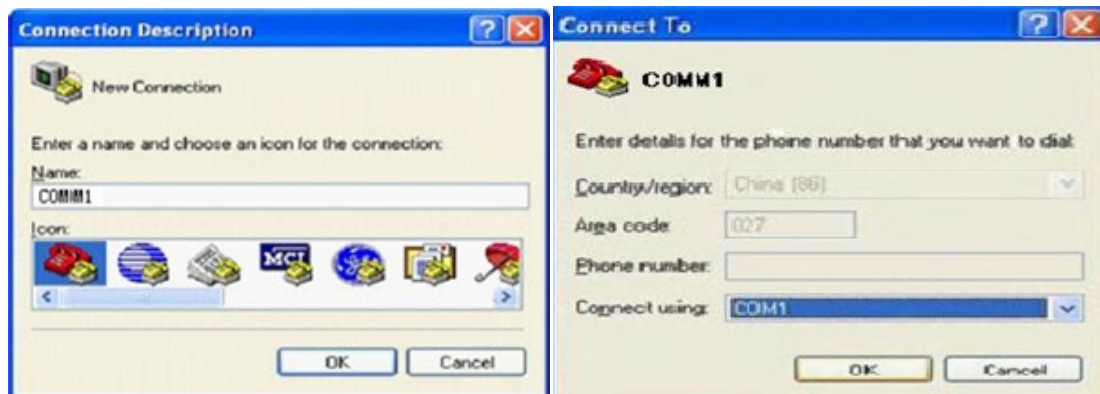 Connection Description
New Connection
Enter a name and choose an icon for the connection:
Name:
COMM1
Icon:
MCI
OK Cancel
Connect To
COMM1
Enter details for the phone number that you want to dial:
Country/region: China (86)
Area code: 027
Phone number:
Connect using: COM1
OK Cancel